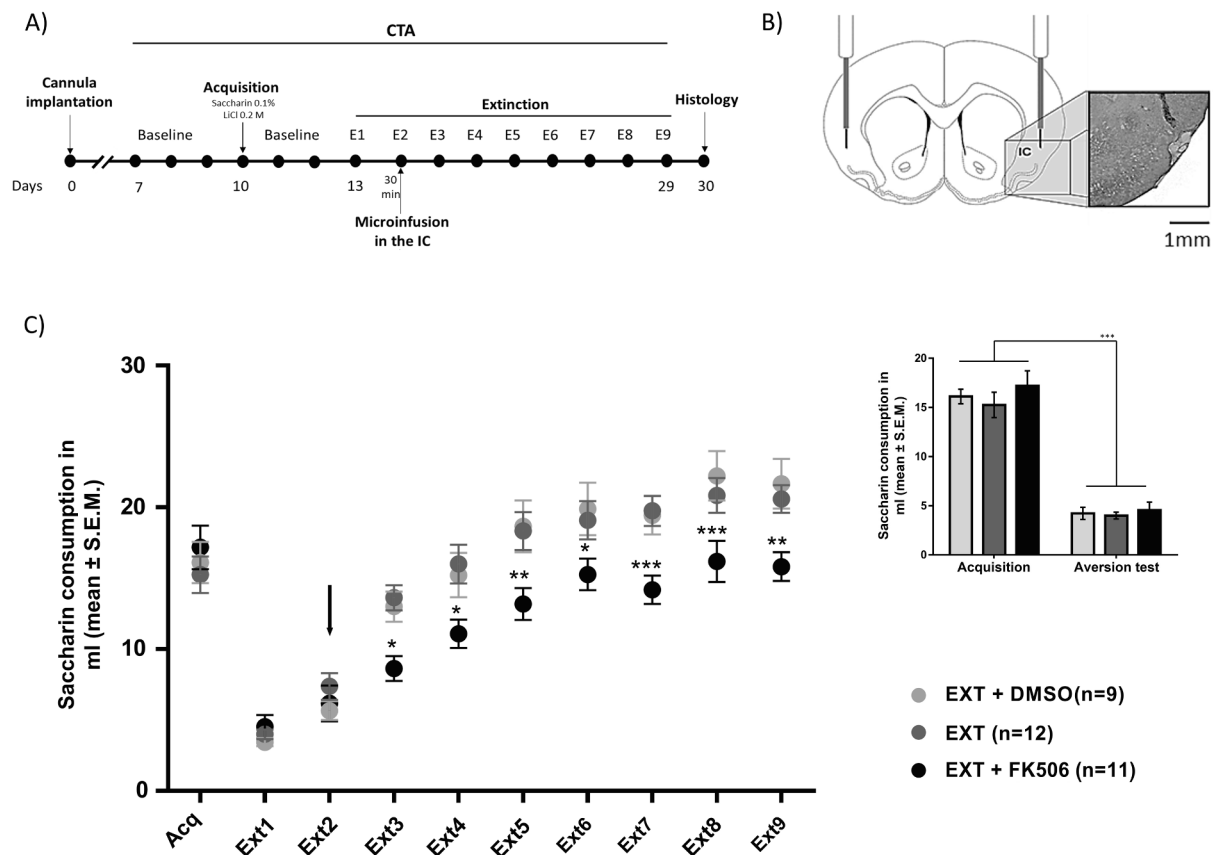 A)
CTA
Cannula
implantation
Acquisition
Saccharin 0.1%
LiCl 0.2 M
Extinction
Histology
Baseline
Baseline
E1 E2 E3 E4 E5 E6 E7 E8 E9
Days 0 7 10 13 29 30
30
min
Microinfusion
in the IC
B)
IC
1mm
C)
Saccharin consumption in
ml (mean ± S.E.M.)
30
20
10
0
* * ** * *** *** **
Acq Ext1 Ext2 Ext3 Ext4 Ext5 Ext6 Ext7 Ext8 Ext9
Saccharin consumption in
ml (mean ± S.E.M.)
***
20
15
10
5
0
Acquisition Aversion test
EXT + DMSO(n=9)
EXT (n=12)
EXT + FK506 (n=11)